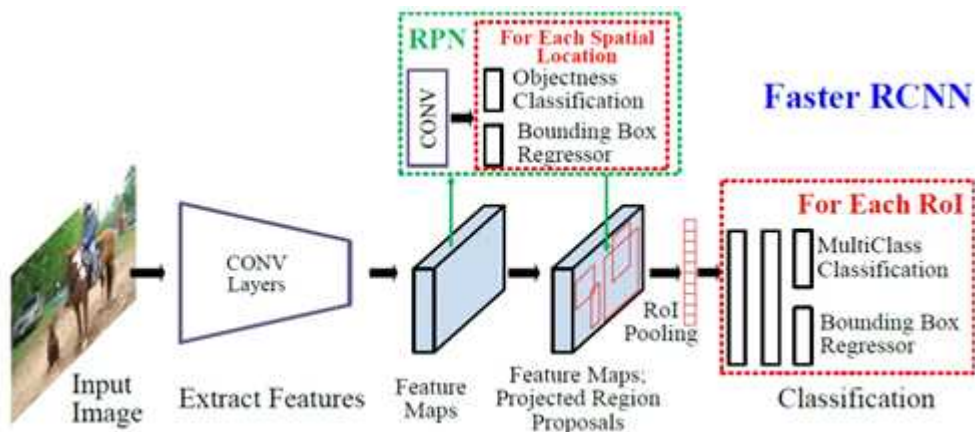 RPN
For Each Spatial
Location
CONV
Objectness
Classification
Bounding Box
Regressor
Faster RCNN
For Each RoI
CONV
Layers
MultiClass
Classification
Bounding Box
Regressor
RoI
Pooling
Input
Image
Extract Features
Feature
Maps
Feature Maps;
Projected Region
Proposals
Classification